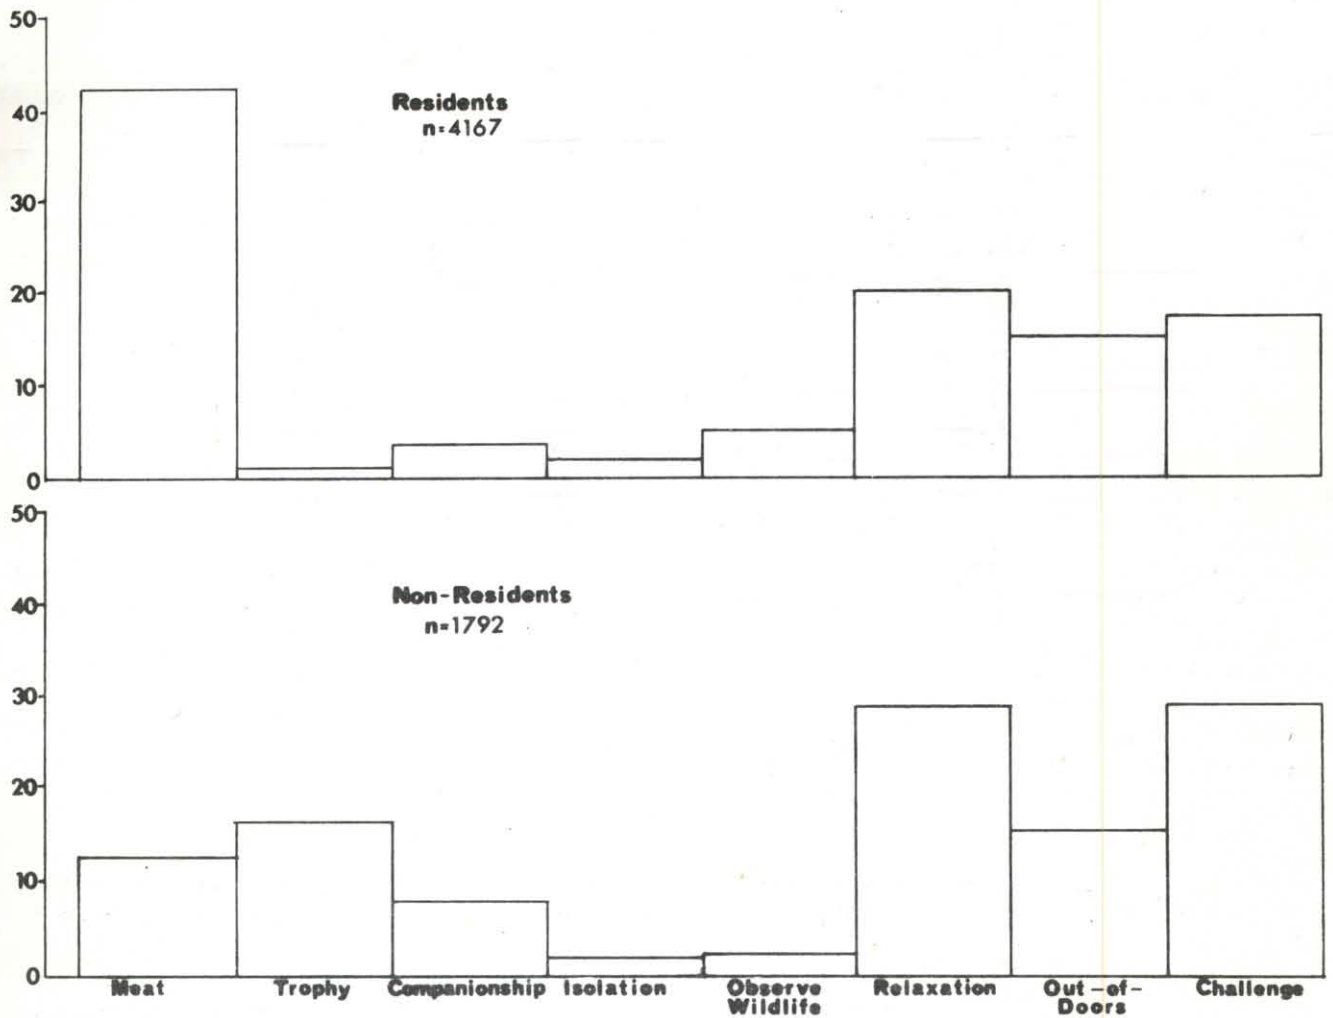 50
40
30
20
10
0
Residents
n=4167
50
40
30
20
10
0
Non-Residents
n=1792
Meat Trophy Companionship Isolation Observe Wildlife Relaxation Out-of-Doors Challenge